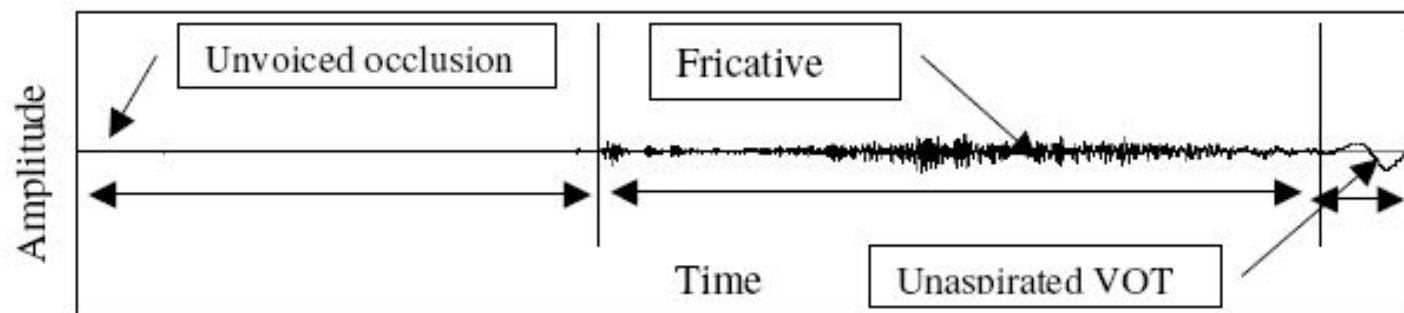 Unvoiced occlusion
Fricative
Amplitude
Time
Unaspirated VOT